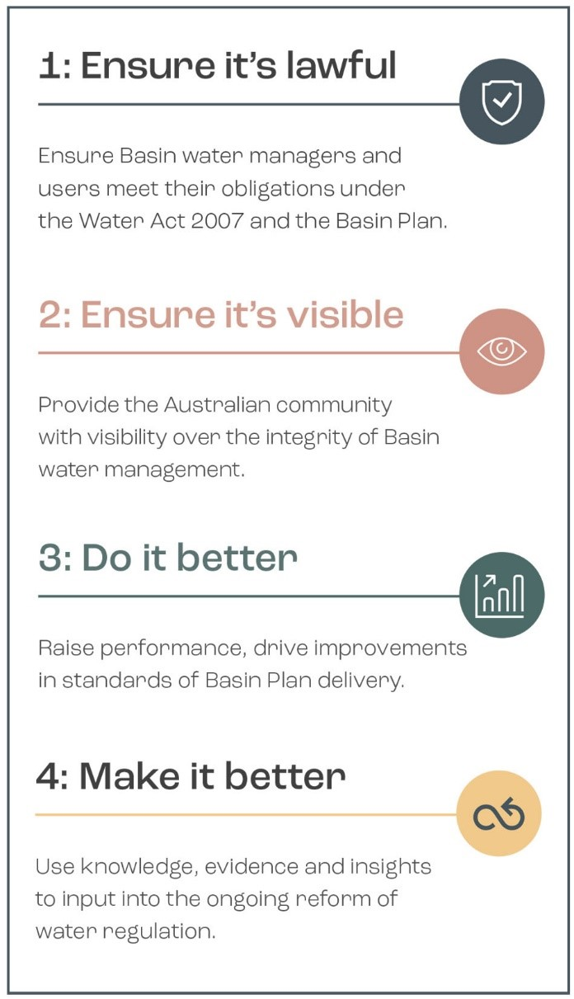 1: Ensure it’s lawful
Ensure Basin water managers and
users meet their obligations under
the Water Act 2007 and the Basin Plan.
2: Ensure it’s visible
Provide the Australian community
with visibility over the integrity of Basin
water management.
3: Do it better
Raise performance, drive improvements
in standards of Basin Plan delivery.
4: Make it better
Use knowledge, evidence and insights
to input into the ongoing reform of
water regulation.